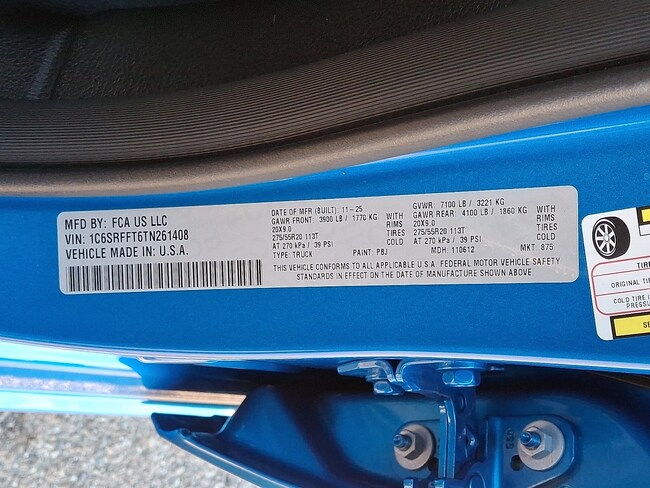 MFD BY: FCA US LLC
VIN: 1C6SRFFT6TN261408
VEHICLE MADE IN: U.S.A.
DATE OF MFR (BUILT): 11-25
GAWR FRONT: 3900 LB / 1770 KG WITH
20X9.0 RIMS
275/55R20 113T TIRES
AT 270 kPa / 39 PSI COLD
TYPE: TRUCK PAINT: PBJ
GVWR: 7100 LB / 3221 KG
GAWR REAR: 4100 LB / 1860 KG WITH
20X9.0 RIMS
275/55R20 113T TIRES
AT 270 kPa / 39 PSI COLD
MDH: 110612 MKT: 875
THIS VEHICLE CONFORMS TO ALL APPLICABLE U.S.A. FEDERAL MOTOR VEHICLE SAFETY
STANDARDS IN EFFECT ON THE DATE OF MANUFACTURE SHOWN ABOVE.
ORIGINAL
COLD TIRE